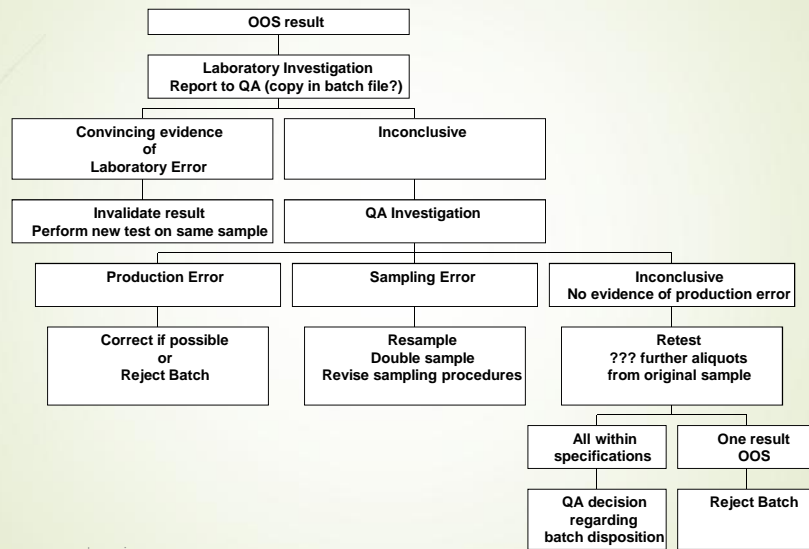 OOS result
Laboratory Investigation
Report to QA (copy in batch file?)
Convincing evidence
of
Laboratory Error
Inconclusive
Invalidate result
Perform new test on same sample
QA Investigation
Production Error
Sampling Error
Inconclusive
No evidence of production error
Correct if possible
or
Reject Batch
Resample
Double sample
Revise sampling procedures
Retest
??? further aliquots
from original sample
All within
specifications
One result
OOS
QA decision
regarding
batch disposition
Reject Batch